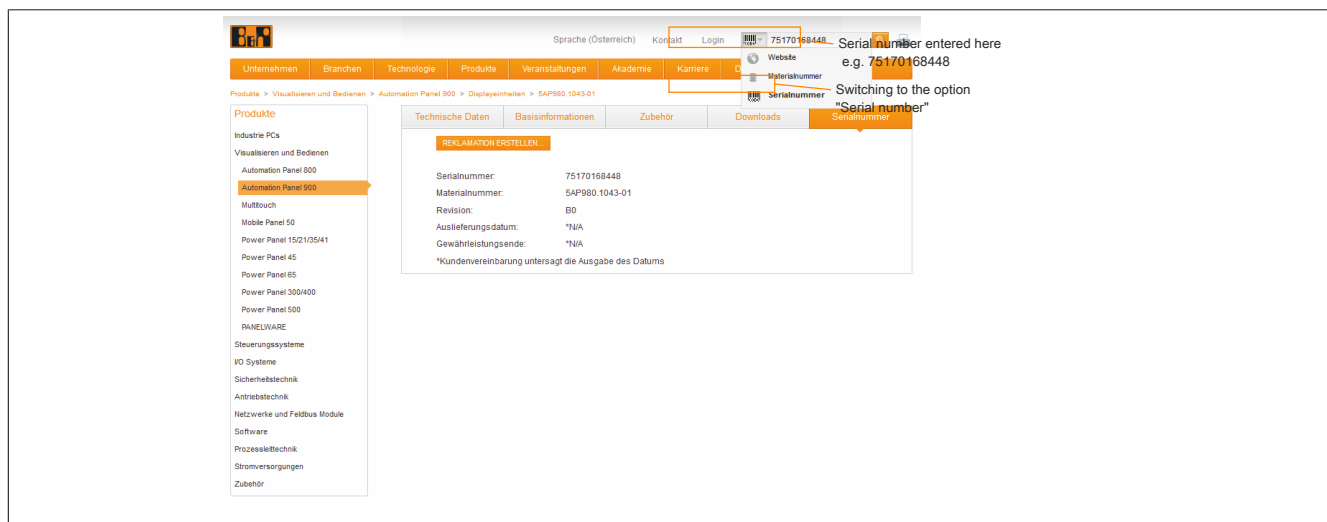 B&R
Sprache (Österreich) Kontakt Login 75170168448
Serial number entered here
e.g. 75170168448
Website
Materialnummer
Serialnummer
Switching to the option
"Serial number"
Unternehmen Branchen Technologie Produkte Veranstaltungen Akademie Karriere D
Produkte > Visualisieren und Bedienen > Automation Panel 900 > Displayeinheiten > 5AP980.1043-01
Produkte
Industrie PCs
Visualisieren und Bedienen
Automation Panel 800
Automation Panel 900
Multitouch
Mobile Panel 50
Power Panel 15/21/35/41
Power Panel 45
Power Panel 65
Power Panel 300/400
Power Panel 500
PANELWARE
Steuerungssysteme
I/O Systeme
Sicherheitstechnik
Antriebstechnik
Netzwerke und Feldbus Module
Software
Prozessleittechnik
Stromversorgungen
Zubehör
Technische Daten Basisinformationen Zubehör Downloads Serialnummer
REKLAMATION ERSTELLEN...
Serialnummer: 75170168448
Materialnummer: 5AP980.1043-01
Revision: B0
Auslieferungsdatum: *N/A
Gewährleistungsende: *N/A
*Kundenvereinbarung untersagt die Ausgabe des Datums